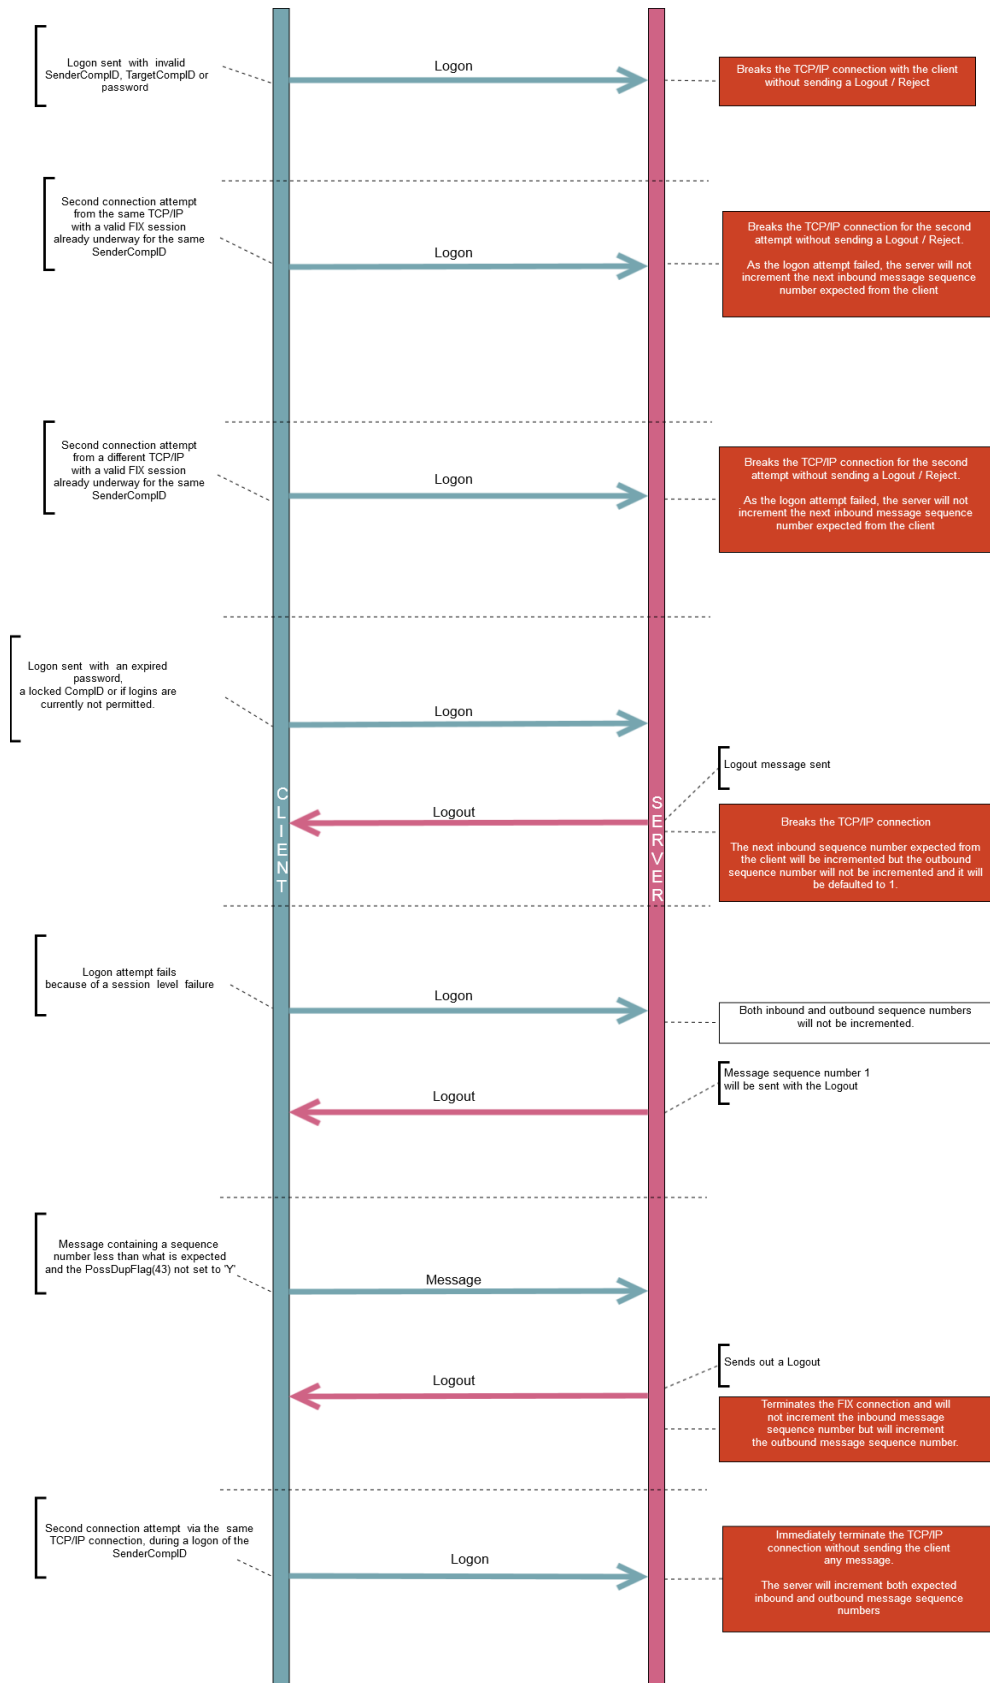 Logon sent with invalid
SenderCompID, TargetCompID or
password
Logon
Breaks the TCP/IP connection with the client
without sending a Logout / Reject
Second connection attempt
from the same TCP/IP
with a valid FIX session
already underway for the same
SenderCompID
Logon
Breaks the TCP/IP connection for the second
attempt without sending a Logout / Reject.
As the logon attempt failed, the server will not
increment the next inbound message sequence
number expected from the client
Second connection attempt
from a different TCP/IP
with a valid FIX session
already underway for the same
SenderCompID
Logon
Breaks the TCP/IP connection for the second
attempt without sending a Logout / Reject.
As the logon attempt failed, the server will not
increment the next inbound message sequence
number expected from the client
Logon sent with an expired
password,
a locked CompID or if logins are
currently not permitted.
Logon
Logout message sent
CLIENT
SERVER
Logout
Breaks the TCP/IP connection
The next inbound sequence number expected from
the client will be incremented but the outbound
sequence number will not be incremented and it will
be defaulted to 1.
Logon attempt fails
because of a session level failure
Logon
Both inbound and outbound sequence numbers
will not be incremented.
Message sequence number 1
will be sent with the Logout
Logout
Message containing a sequence
number less than what is expected
and the PossDupFlag(43) not set to 'Y'
Message
Sends out a Logout
Logout
Terminates the FIX connection and will
not increment the inbound message
sequence number but will increment
the outbound message sequence number.
Second connection attempt via the same
TCP/IP connection, during a logon of the
SenderCompID
Logon
Immediately terminate the TCP/IP
connection without sending the client
any message.
The server will increment both expected
inbound and outbound message sequence
numbers